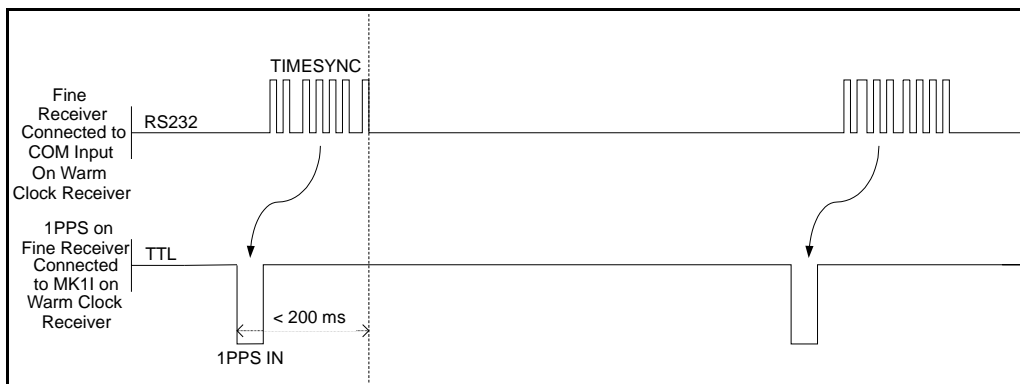 TIMESYNC
Fine
Receiver
Connected to
COM Input
On Warm
Clock Receiver
RS232
1PPS on
Fine Receiver
Connected
to MK1I on
Warm Clock
Receiver
TTL
< 200 ms
1PPS IN